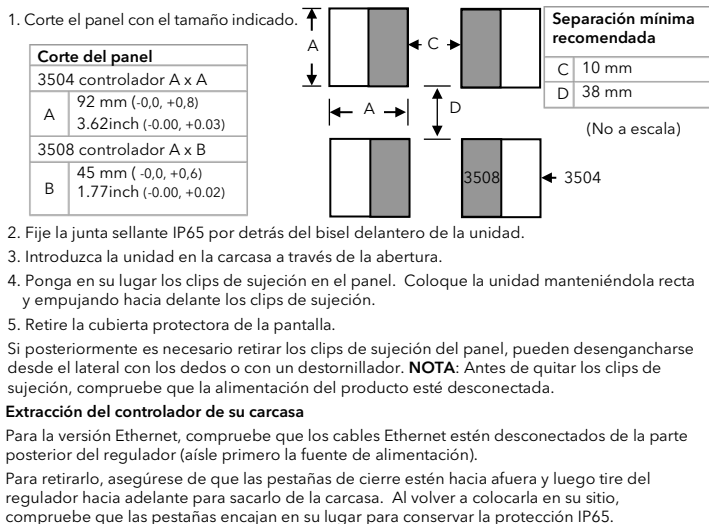 1. Corte el panel con el tamaño indicado.
Corte del panel
3504 controlador A x A
A
92 mm (-0,0, +0,8)
3.62inch (-0.00, +0.03)
3508 controlador A x B
B
45 mm ( -0,0, +0,6)
1.77inch (-0.00, +0.02)
A
C
A
D
3508
3504
Separación mínima
recomendada
C 10 mm
D 38 mm
(No a escala)
2. Fije la junta sellante IP65 por detrás del bisel delantero de la unidad.
3. Introduzca la unidad en la carcasa a través de la abertura.
4. Ponga en su lugar los clips de sujeción en el panel. Coloque la unidad manteniéndola recta
y empujando hacia delante los clips de sujeción.
5. Retire la cubierta protectora de la pantalla.
Si posteriormente es necesario retirar los clips de sujeción del panel, pueden desengancharse
desde el lateral con los dedos o con un destornillador. NOTA: Antes de quitar los clips de
sujeción, compruebe que la alimentación del producto esté desconectada.
Extracción del controlador de su carcasa
Para la versión Ethernet, compruebe que los cables Ethernet estén desconectados de la parte
posterior del regulador (aísle primero la fuente de alimentación).
Para retirarlo, asegúrese de que las pestañas de cierre estén hacia afuera y luego tire del
regulador hacia adelante para sacarlo de la carcasa. Al volver a colocarla en su sitio,
compruebe que las pestañas encajan en su lugar para conservar la protección IP65.